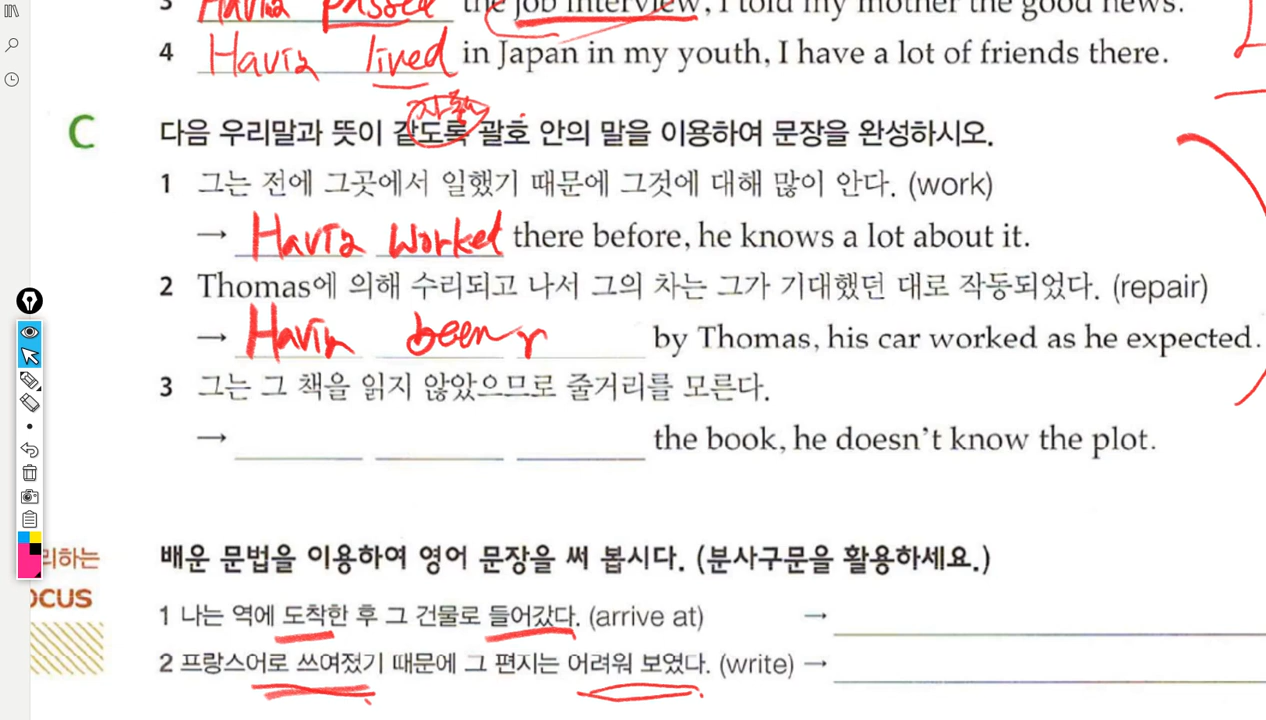 3 Having passed the job interview, I told my mother the good news.
4 Having lived in Japan in my youth, I have a lot of friends there.
C 다음 우리말과 뜻이 같도록 괄호 안의 말을 이용하여 문장을 완성하시오.
1 그는 전에 그곳에서 일했기 때문에 그것에 대해 많이 안다. (work)
→ Having worked there before, he knows a lot about it.
2 Thomas에 의해 수리되고 나서 그의 차는 그가 기대했던 대로 작동되었다. (repair)
→ Having been r by Thomas, his car worked as he expected.
3 그는 그 책을 읽지 않았으므로 줄거리를 모른다.
→ the book, he doesn't know the plot.
리하는 배운 문법을 이용하여 영어 문장을 써 봅시다. (분사구문을 활용하세요.)
OCUS
1 나는 역에 도착한 후 그 건물로 들어갔다. (arrive at) →
2 프랑스어로 쓰여졌기 때문에 그 편지는 어려워 보였다. (write) →